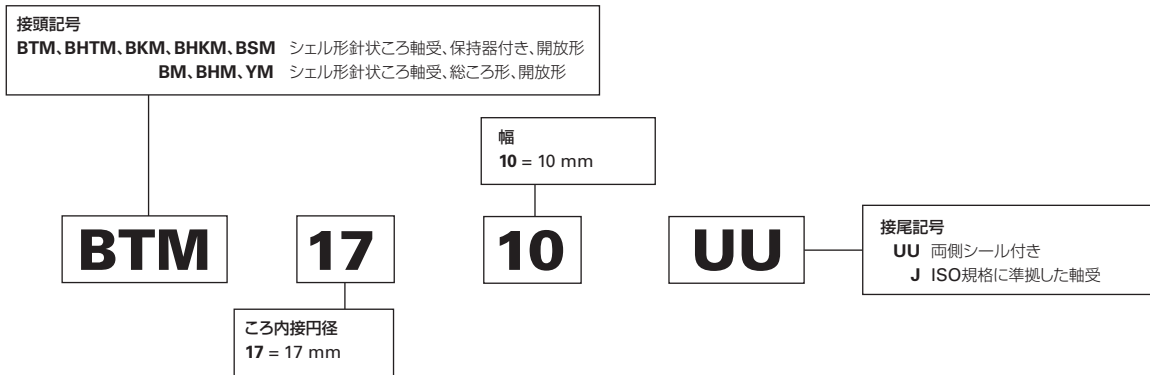 接頭記号
BTM、BHTM、BKM、BHKM、BSM シェル形針状ころ軸受、保持器付き、開放形
BM、BHM、YM シェル形針状ころ軸受、総ころ形、開放形
幅
10 = 10 mm
BTM 17 10 UU
接尾記号
UU 両側シール付き
J ISO規格に準拠した軸受
ころ内接円径
17 = 17 mm